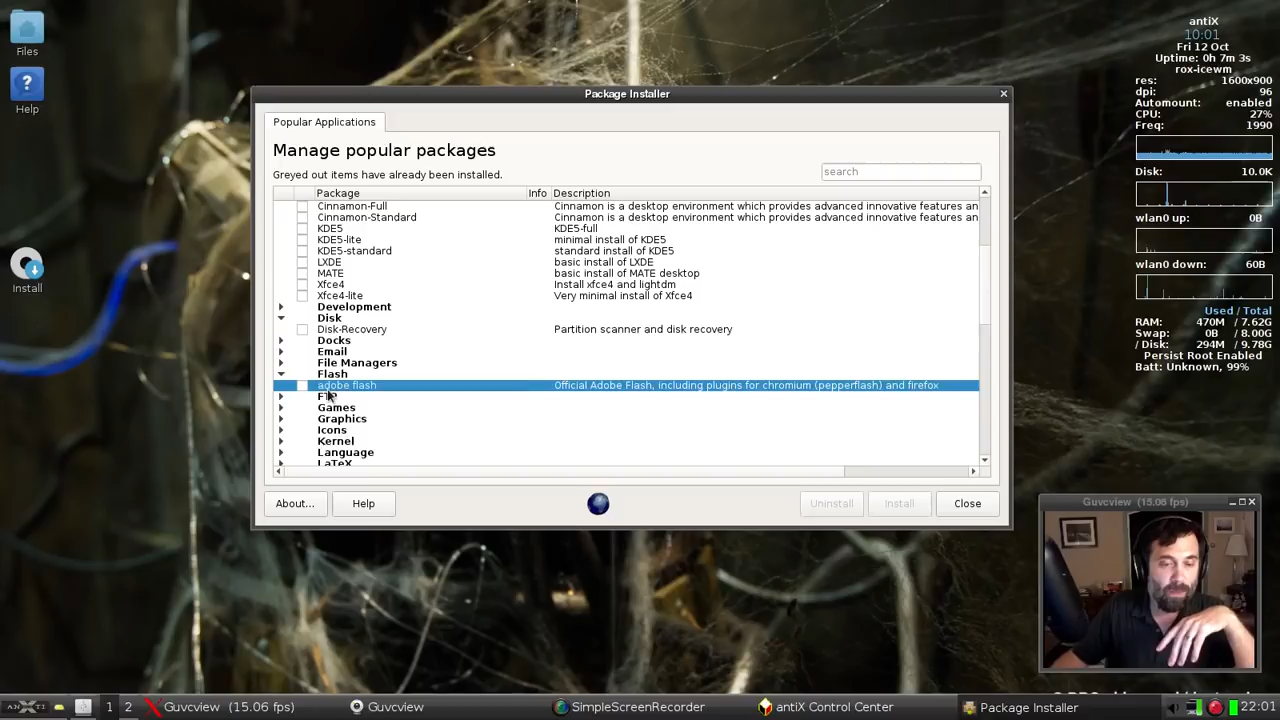 Files
Help
Install
antiX
10:01
Fri 12 Oct
Uptime: 0h 7m 3s
rox-icewm
res: 1600x900
dpi: 96
Automount: enabled
CPU: 27%
Freq: 1990
Disk: 10.0K
wlan0 up: 0B
wlan0 down: 60B
Used / Total
RAM: 470M / 7.62G
Swap: 0B / 8.00G
/ Disk: 294M / 9.78G
Persist Root Enabled
Batt: Unknown, 99%
Package Installer
Popular Applications
Manage popular packages
Greyed out items have already been installed.
search
Package Info Description
Cinnamon-Full Cinnamon is a desktop environment which provides advanced innovative features an
Cinnamon-Standard Cinnamon is a desktop environment which provides advanced innovative features an
KDE5 KDE5-full
KDE5-lite minimal install of KDE5
KDE5-standard standard install of KDE5
LXDE basic install of LXDE
MATE basic install of MATE desktop
Xfce4 Install xfce4 and lightdm
Xfce4-lite Very minimal install of Xfce4
Development
Disk
Disk-Recovery Partition scanner and disk recovery
Docks
Email
File Managers
Flash
adobe flash Official Adobe Flash, including plugins for chromium (pepperflash) and firefox
FTP
Games
Graphics
Icons
Kernel
Language
LaTeX
About... Help Uninstall Install Close
Guvcview (15.06 fps)
1 2 Guvcview (15.06 fps) Guvcview SimpleScreenRecorder antiX Control Center Package Installer 22:01